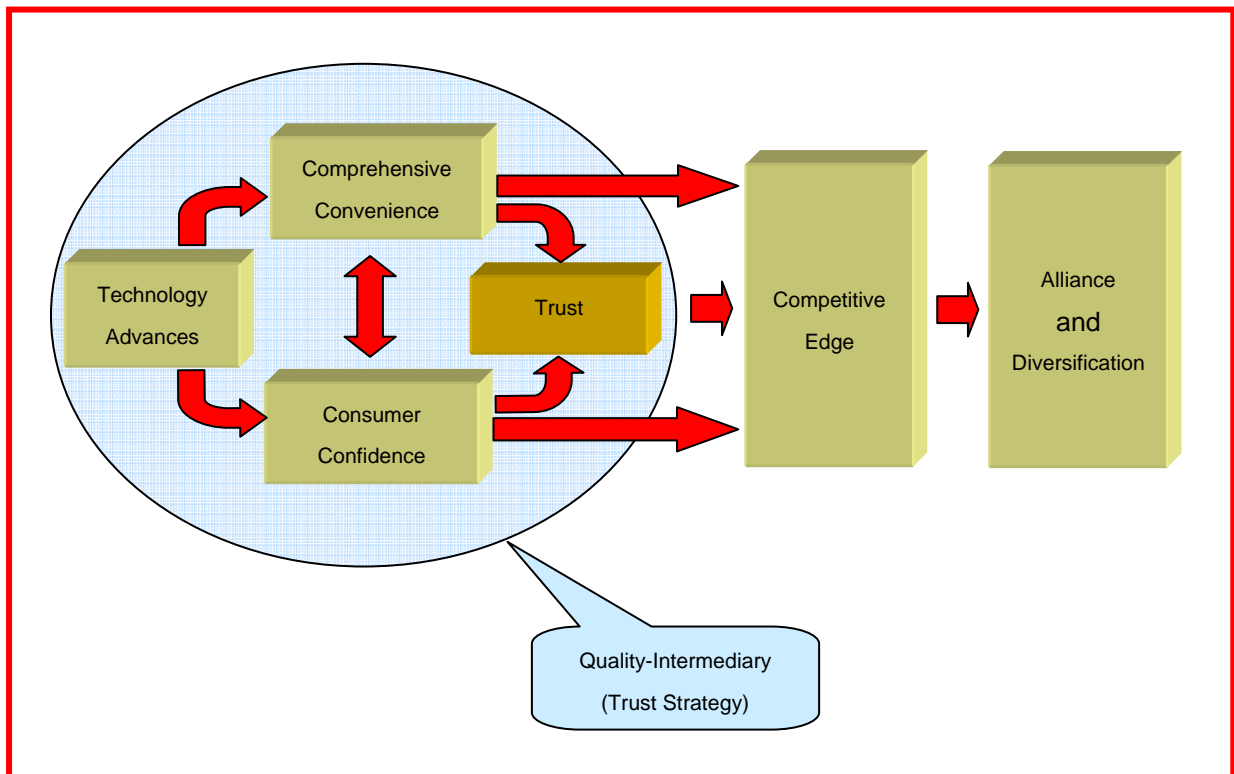 Comprehensive
Convenience
Technology
Advances
Trust
Consumer
Confidence
Competitive
Edge
Alliance
and
Diversification
Quality-Intermediary
(Trust Strategy)